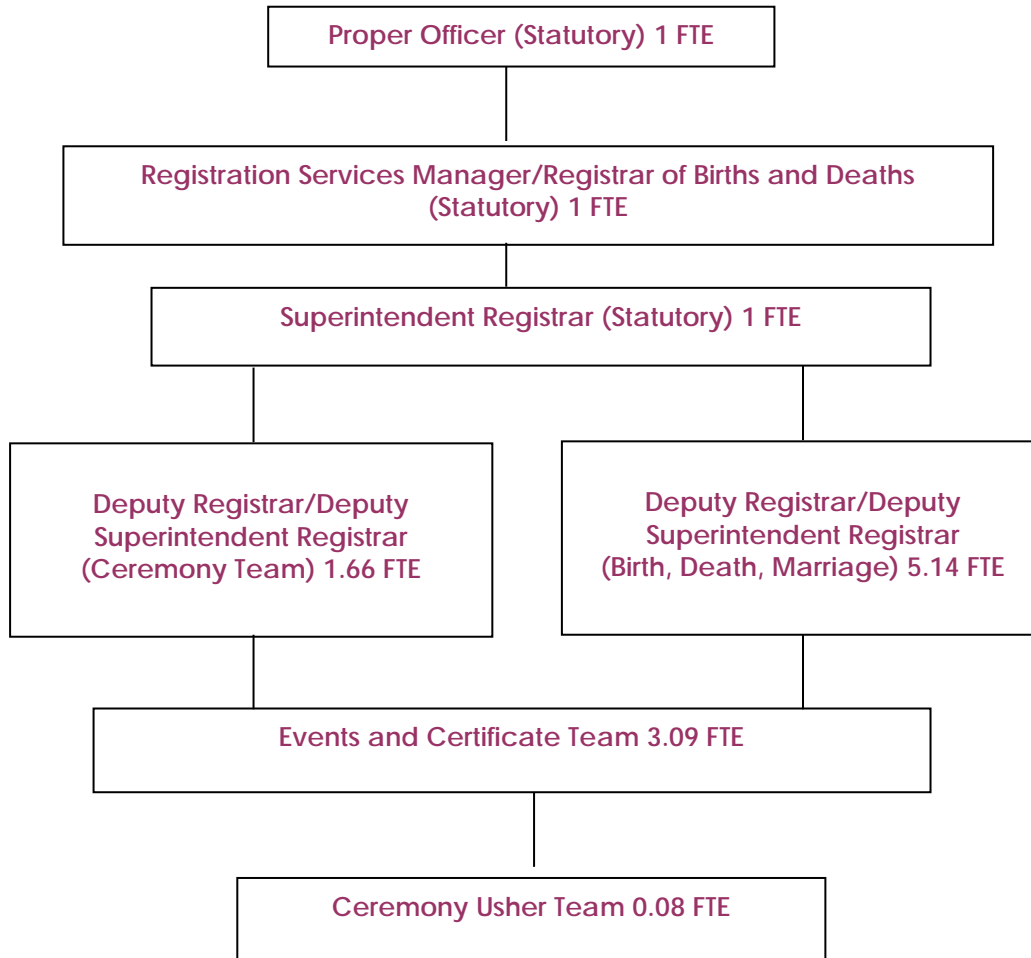 Proper Officer (Statutory) 1 FTE
Registration Services Manager/Registrar of Births and Deaths
(Statutory) 1 FTE
Superintendent Registrar (Statutory) 1 FTE
Deputy Registrar/Deputy
Superintendent Registrar
(Ceremony Team) 1.66 FTE
Deputy Registrar/Deputy
Superintendent Registrar
(Birth, Death, Marriage) 5.14 FTE
Events and Certificate Team 3.09 FTE
Ceremony Usher Team 0.08 FTE